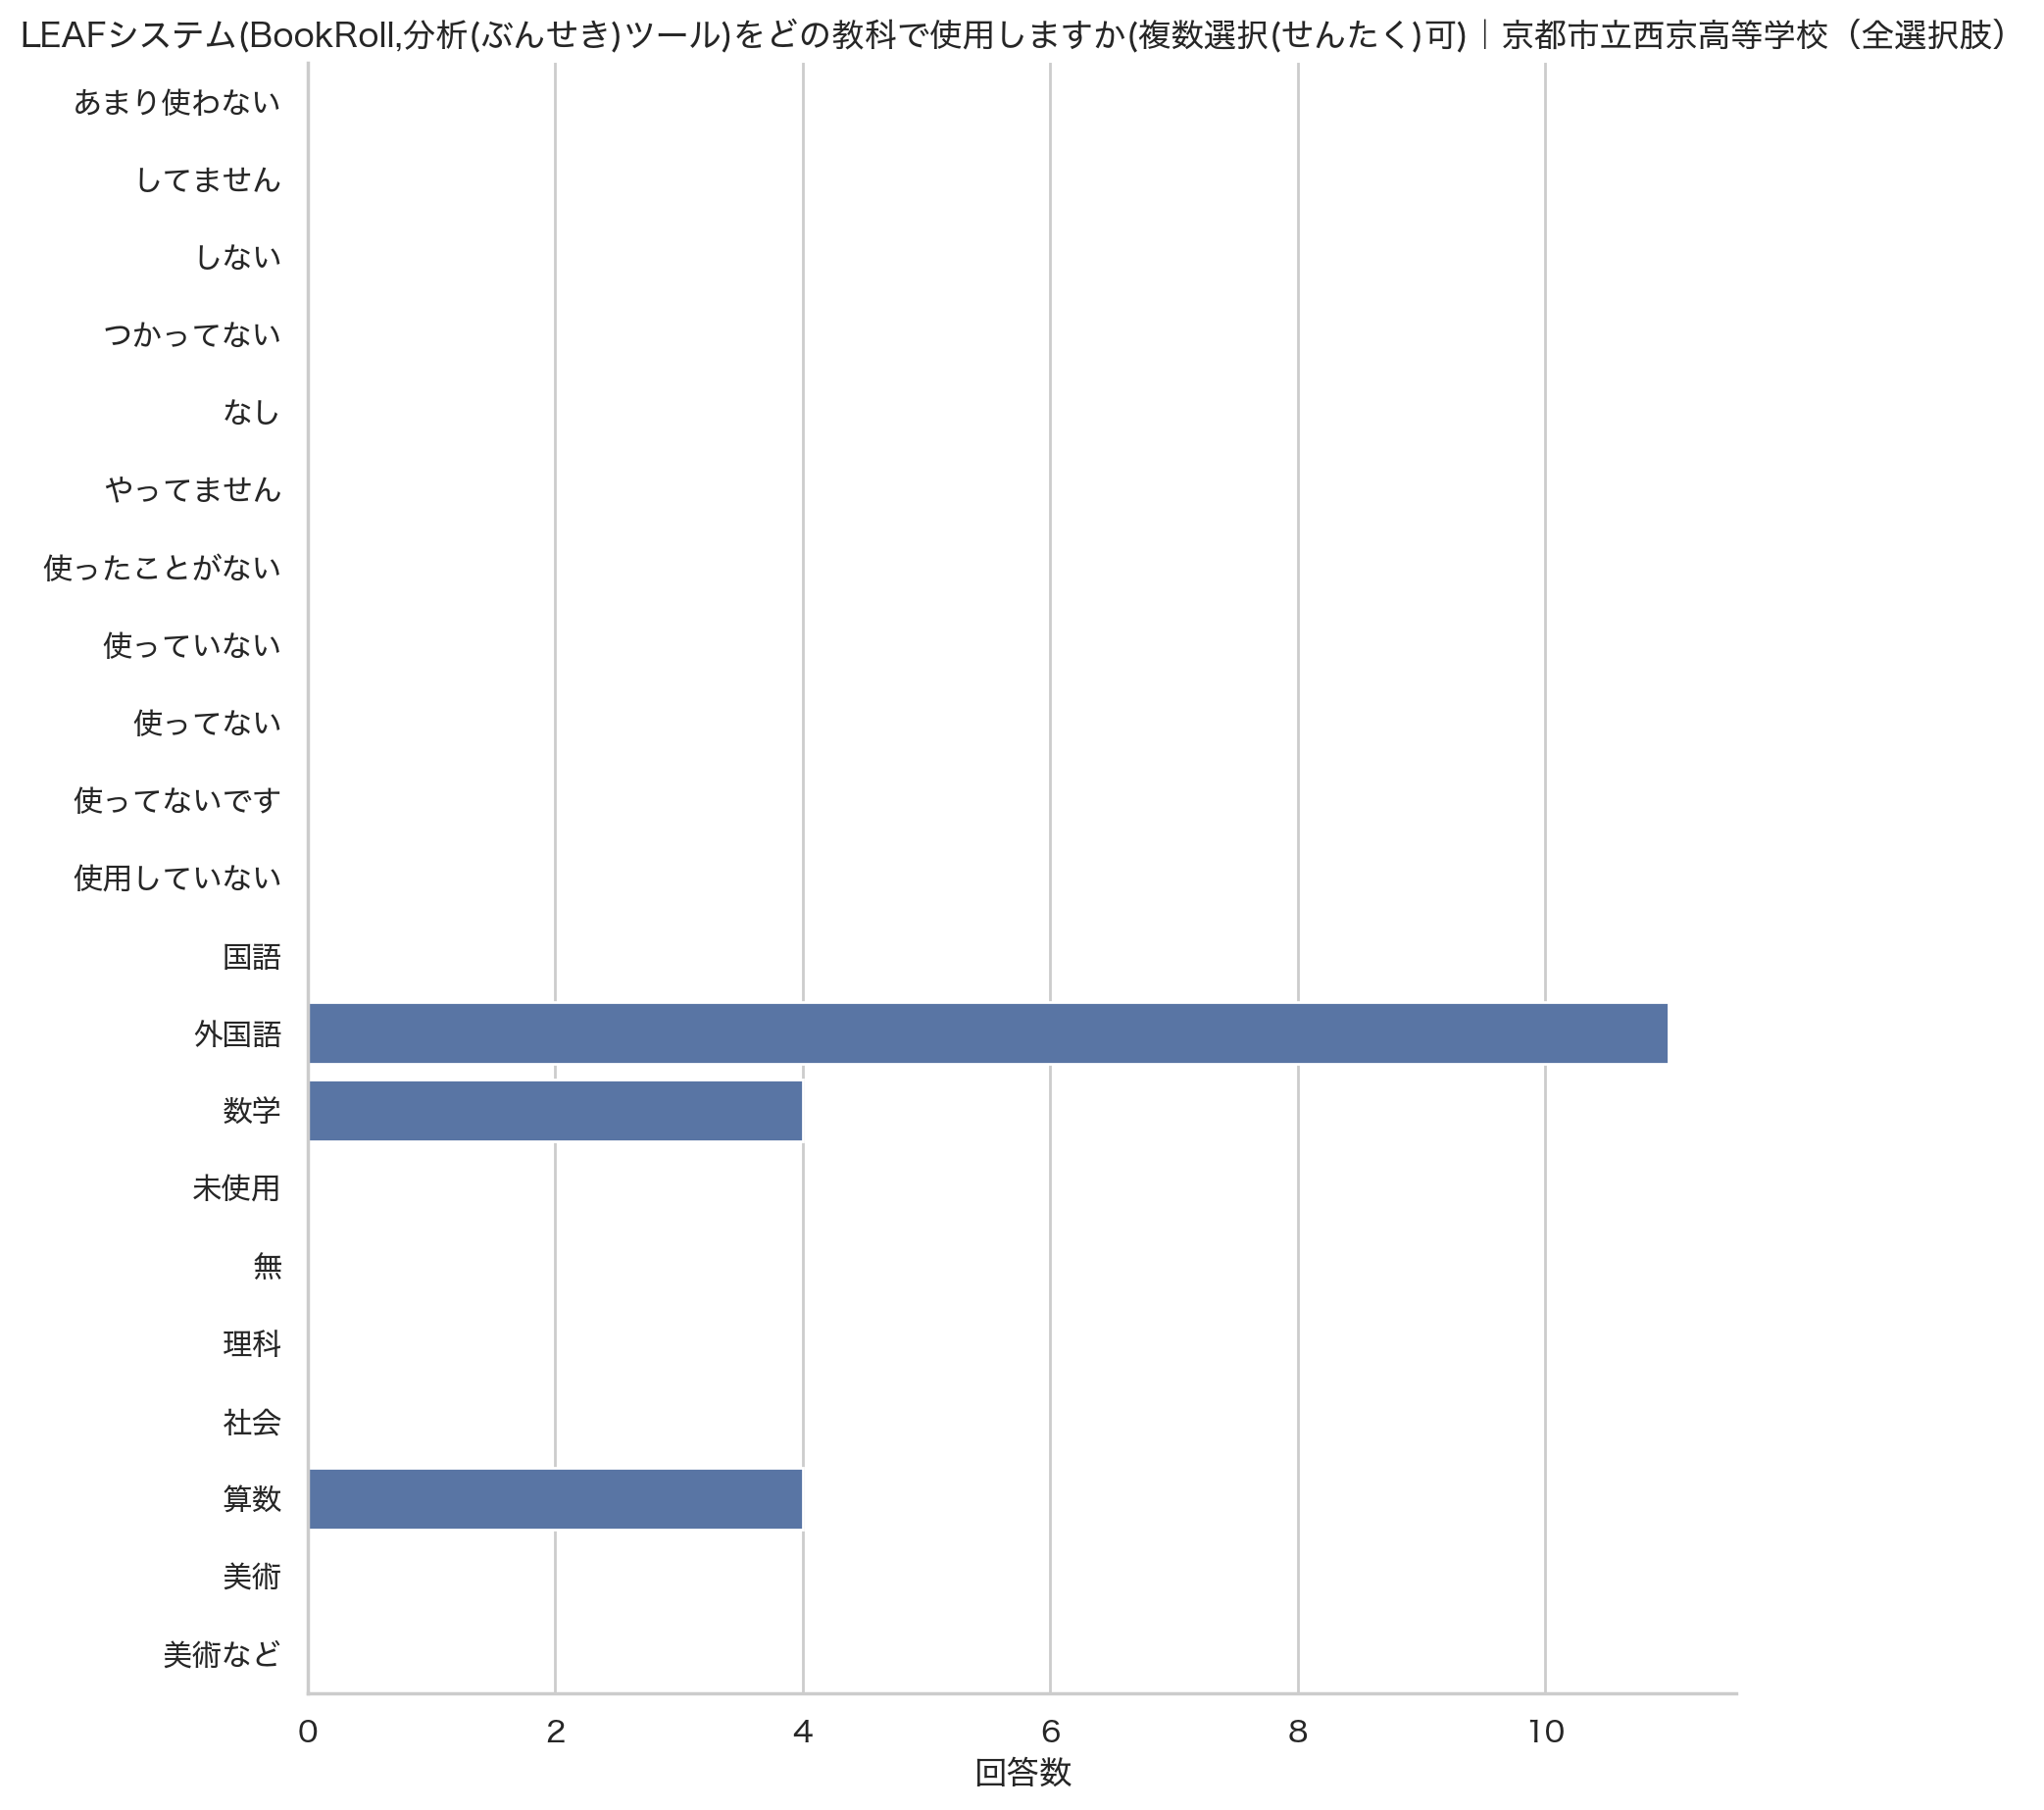 LEAFシステム(BookRoll,分析(ぶんせき)ツール)をどの教科で使用しますか(複数選択(せんたく)可)｜京都市立西京高等学校（全選択肢）
あまり使わない
してません
しない
つかってない
なし
やってません
使ったことがない
使っていない
使ってない
使ってないです
使用していない
国語
外国語
数学
未使用
無
理科
社会
算数
美術
美術など
0 2 4 6 8 10
回答数